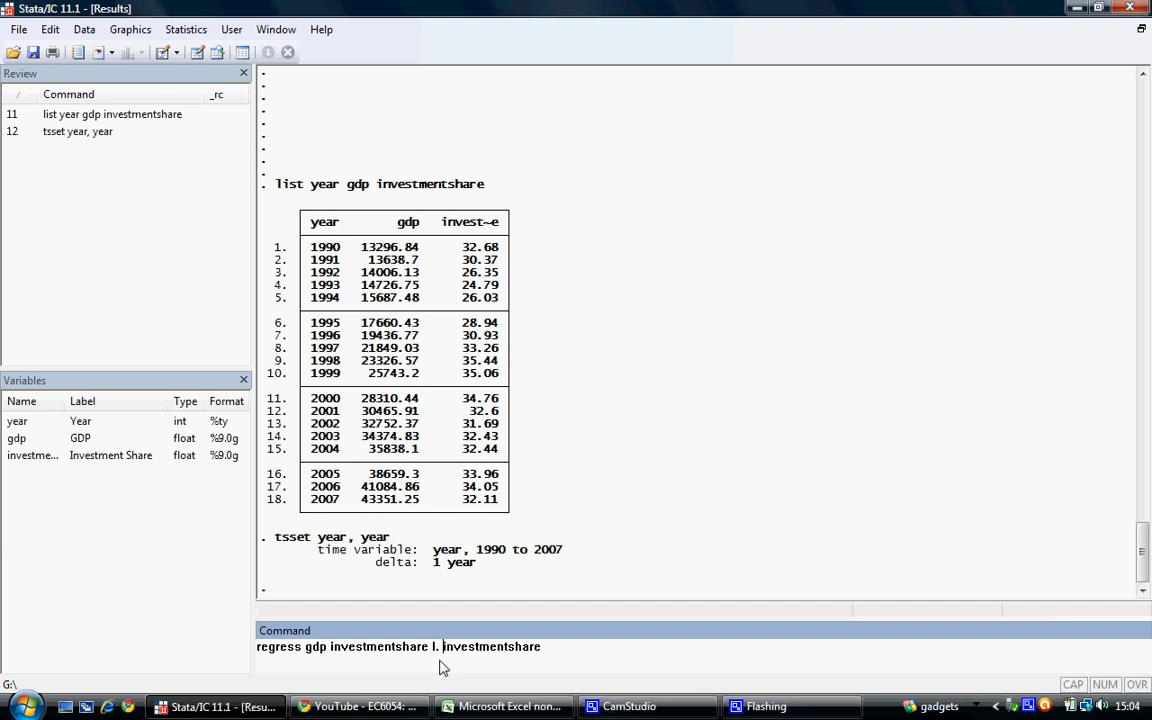 Stata/IC 11.1 - [Results]
File Edit Data Graphics Statistics User Window Help
Review
Command _rc
11 list year gdp investmentshare
12 tsset year, year
Variables
Name Label Type Format
year Year int %ty
gdp GDP float %9.0g
investme... Investment Share float %9.0g
. list year gdp investmentshare
year gdp invest~e
1. 1990 13296.84 32.68
2. 1991 13638.7 30.37
3. 1992 14006.13 26.35
4. 1993 14726.75 24.79
5. 1994 15687.48 26.03
6. 1995 17660.43 28.94
7. 1996 19436.77 30.93
8. 1997 21849.03 33.26
9. 1998 23326.57 35.44
10. 1999 25743.2 35.06
11. 2000 28310.44 34.76
12. 2001 30465.91 32.6
13. 2002 32752.37 31.69
14. 2003 34374.83 32.43
15. 2004 35838.1 32.44
16. 2005 38659.3 33.96
17. 2006 41084.86 34.05
18. 2007 43351.25 32.11
. tsset year, year
time variable: year, 1990 to 2007
delta: 1 year
.
Command
regress gdp investmentshare l. investmentshare
G:\
CAP NUM OVR
Stata/IC 11.1 - [Resu... YouTube - EC6054: ... Microsoft Excel non... CamStudio Flashing gadgets 15:04